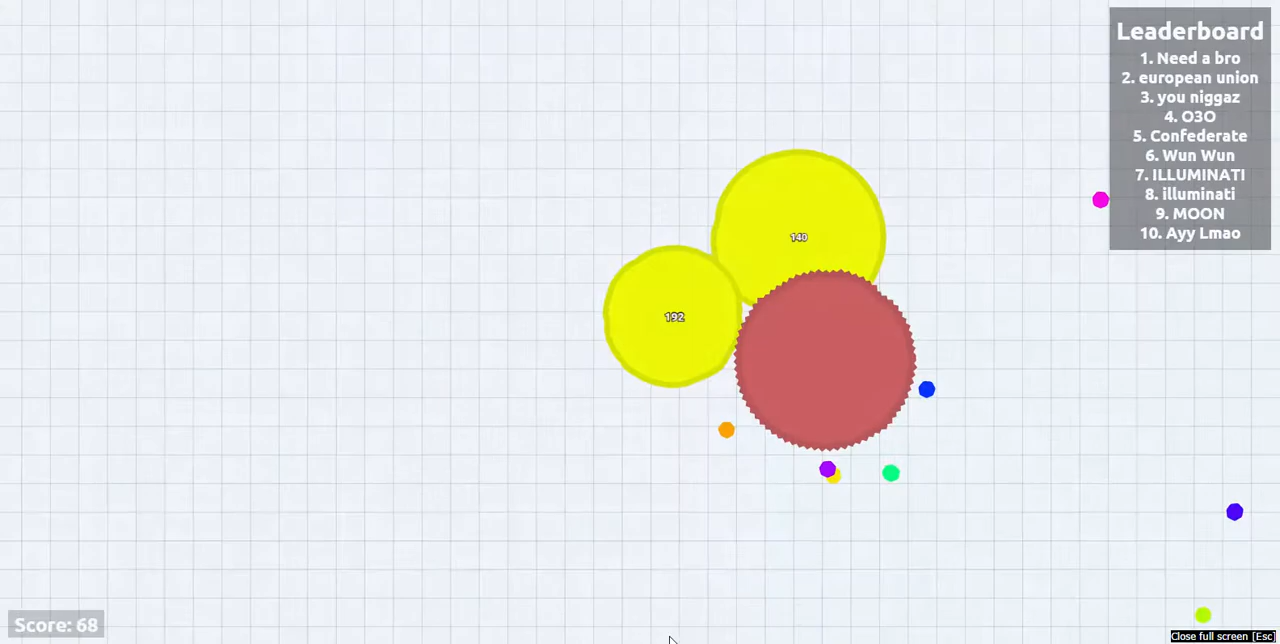 Leaderboard
1. Need a bro
2. european union
3. you niggaz
4. O3O
5. Confederate
6. Wun Wun
7. ILLUMINATI
8. illuminati
9. MOON
10. Ayy Lmao
140
192
Score: 68
Close full screen [Esc]